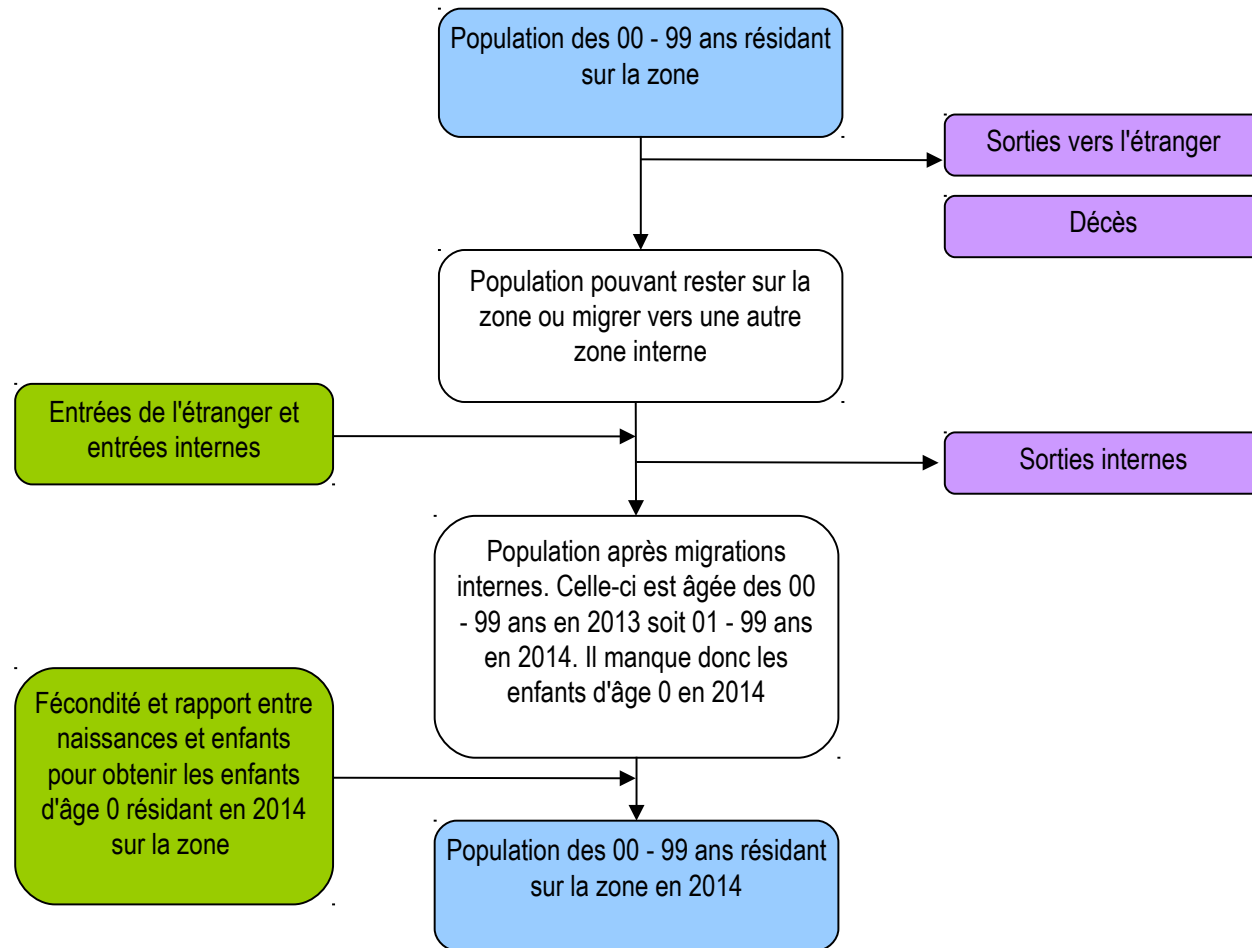 Population des 00 - 99 ans résidant
sur la zone
Sorties vers l'étranger
Décès
Population pouvant rester sur la
zone ou migrer vers une autre
zone interne
Entrées de l'étranger et
entrées internes
Sorties internes
Population après migrations
internes. Celle-ci est âgée des 00
- 99 ans en 2013 soit 01 - 99 ans
en 2014. Il manque donc les
enfants d'âge 0 en 2014
Fécondité et rapport entre
naissances et enfants
pour obtenir les enfants
d'âge 0 résidant en 2014
sur la zone
Population des 00 - 99 ans résidant
sur la zone en 2014